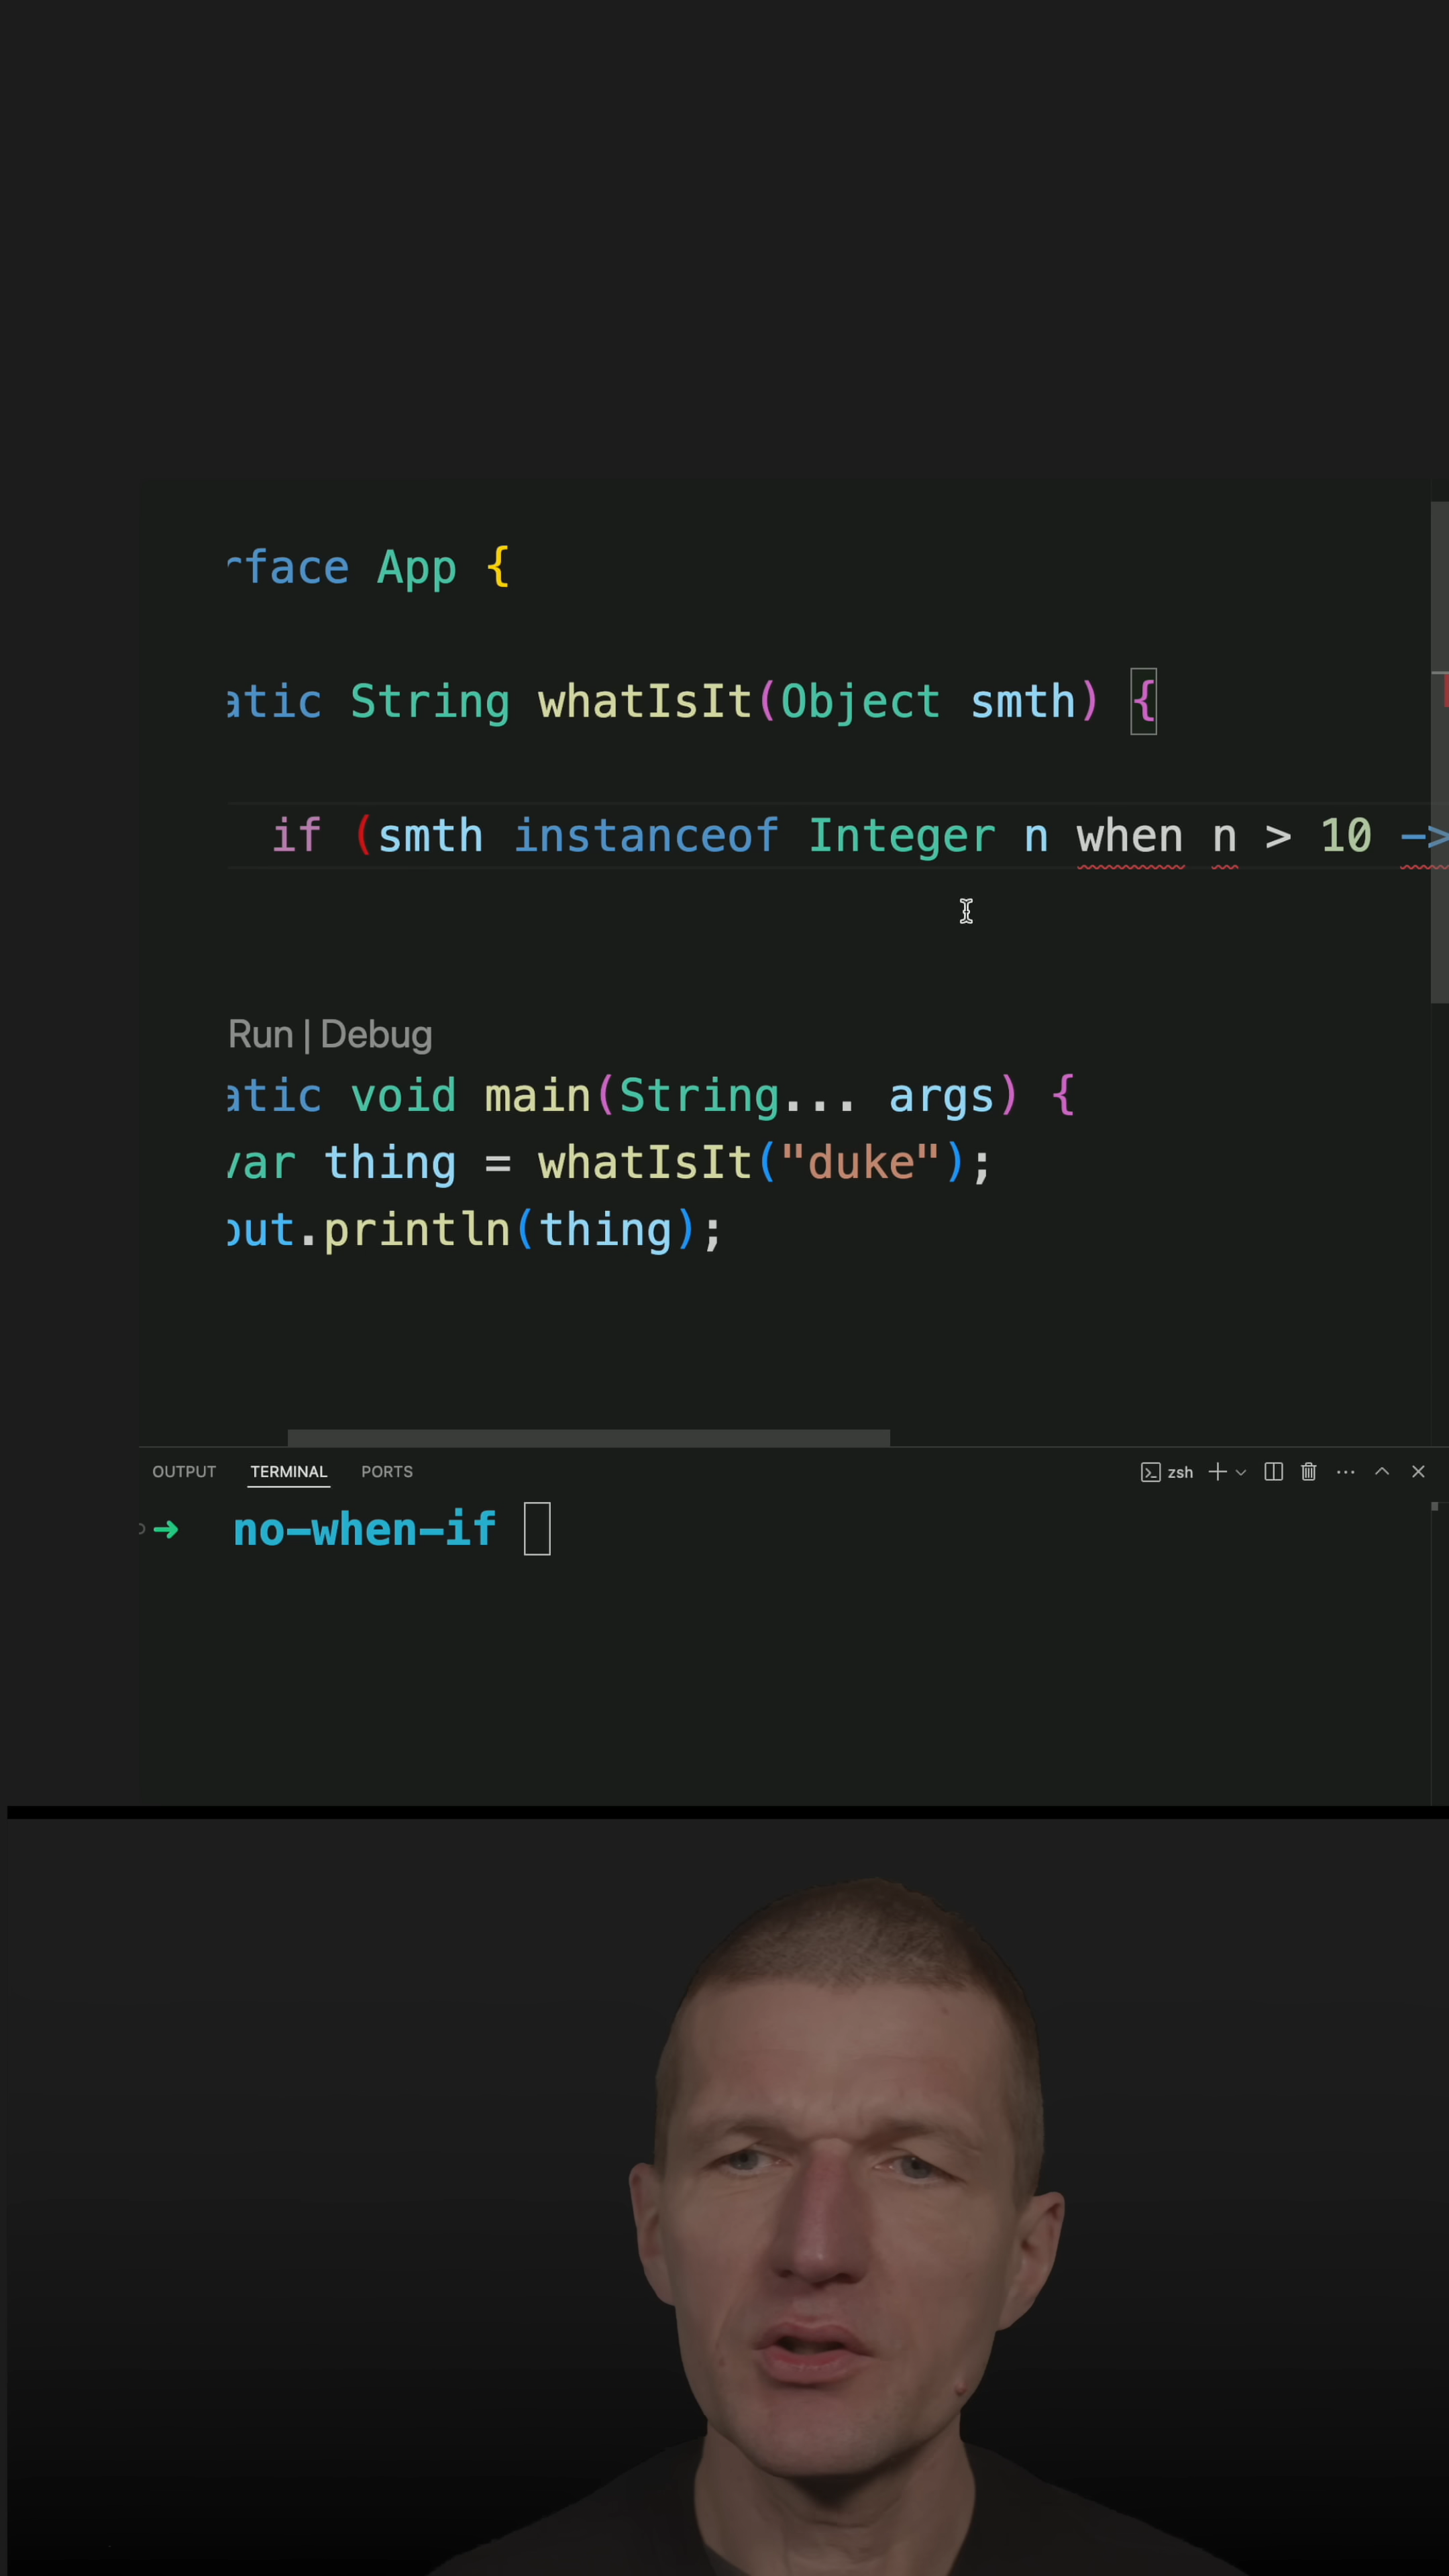 rface App {
atic String whatIsIt(Object smth) {
if (smth instanceof Integer n when n > 10 ->
Run | Debug
atic void main(String... args) {
var thing = whatIsIt("duke");
out.println(thing);
OUTPUT TERMINAL PORTS zsh
no-when-if